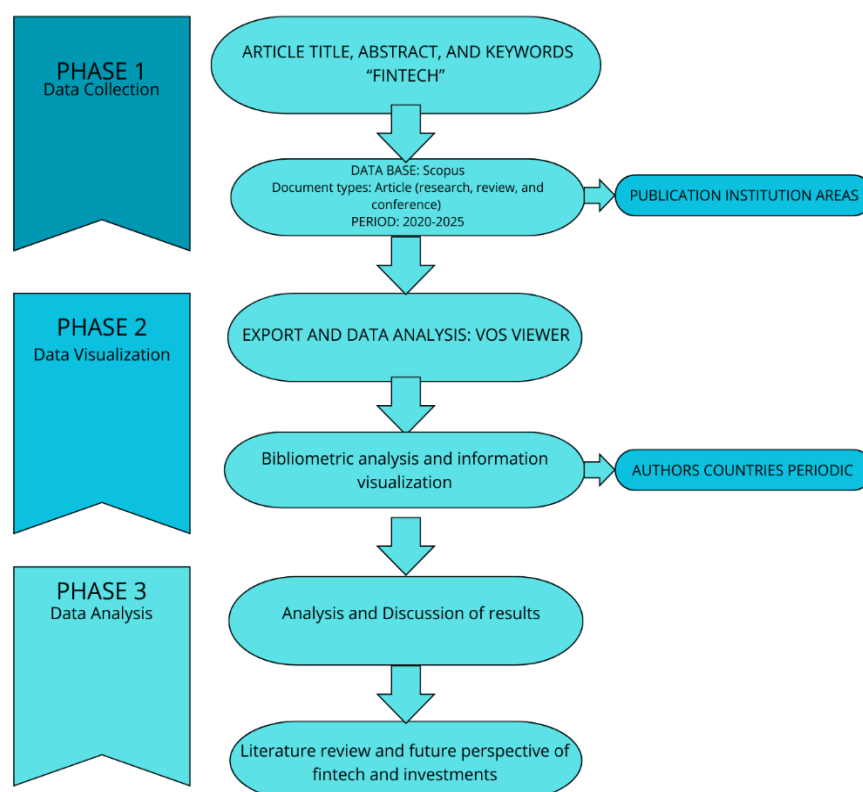 PHASE 1
Data Collection
ARTICLE TITLE, ABSTRACT, AND KEYWORDS
“FINTECH”
DATA BASE: Scopus
Document types: Article (research, review, and
conference)
PERIOD: 2020-2025
PUBLICATION INSTITUTION AREAS
PHASE 2
Data Visualization
EXPORT AND DATA ANALYSIS: VOS VIEWER
Bibliometric analysis and information
visualization
AUTHORS COUNTRIES PERIODIC
PHASE 3
Data Analysis
Analysis and Discussion of results
Literature review and future perspective of
fintech and investments